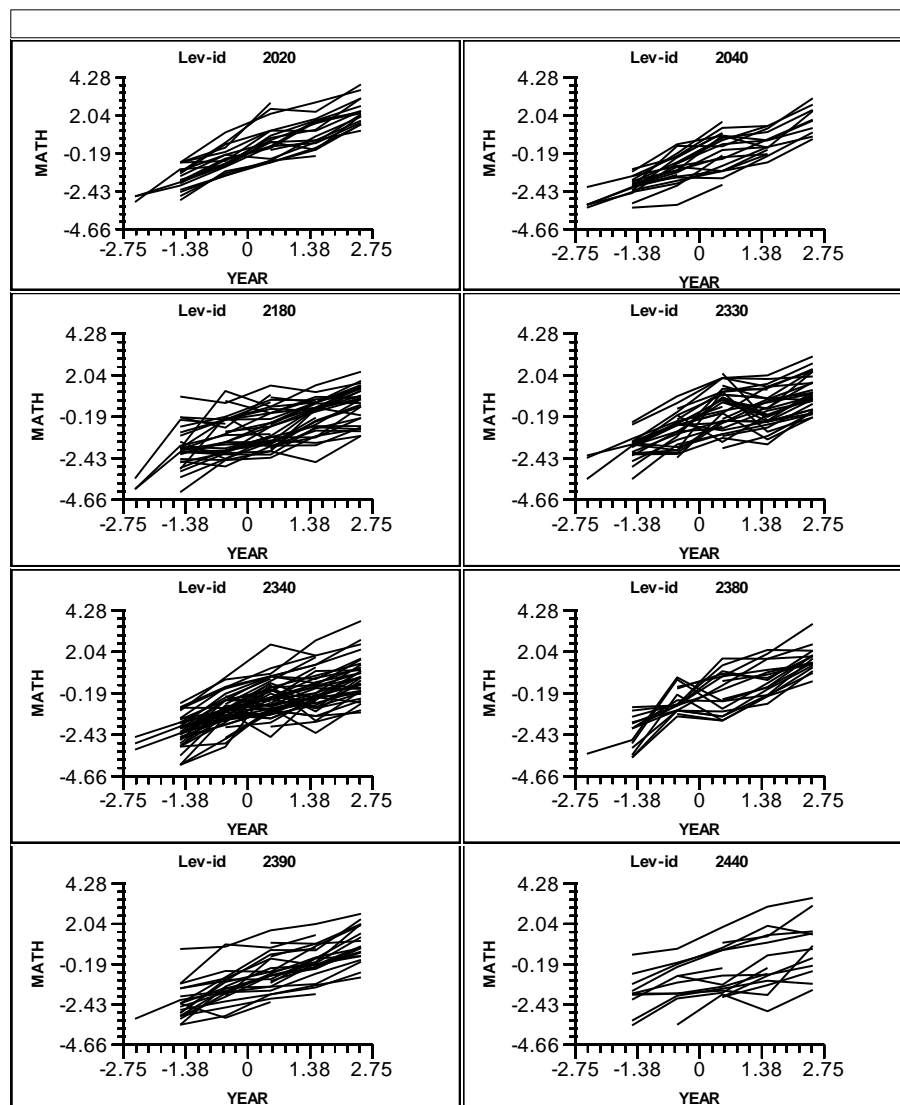 Lev-id 2020
4.28
2.04
-0.19
-2.43
-4.66
MATH
-2.75 -1.38 0 1.38 2.75
YEAR
Lev-id 2040
4.28
2.04
-0.19
-2.43
-4.66
MATH
-2.75 -1.38 0 1.38 2.75
YEAR
Lev-id 2180
4.28
2.04
-0.19
-2.43
-4.66
MATH
-2.75 -1.38 0 1.38 2.75
YEAR
Lev-id 2330
4.28
2.04
-0.19
-2.43
-4.66
MATH
-2.75 -1.38 0 1.38 2.75
YEAR
Lev-id 2340
4.28
2.04
-0.19
-2.43
-4.66
MATH
-2.75 -1.38 0 1.38 2.75
YEAR
Lev-id 2380
4.28
2.04
-0.19
-2.43
-4.66
MATH
-2.75 -1.38 0 1.38 2.75
YEAR
Lev-id 2390
4.28
2.04
-0.19
-2.43
-4.66
MATH
-2.75 -1.38 0 1.38 2.75
YEAR
Lev-id 2440
4.28
2.04
-0.19
-2.43
-4.66
MATH
-2.75 -1.38 0 1.38 2.75
YEAR